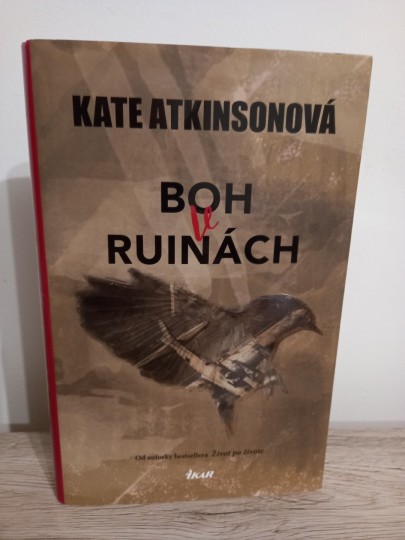 KATE ATKINSONOVÁ
BOH
v
RUINÁCH
Od autorky bestsellera Život po živote
IKAR